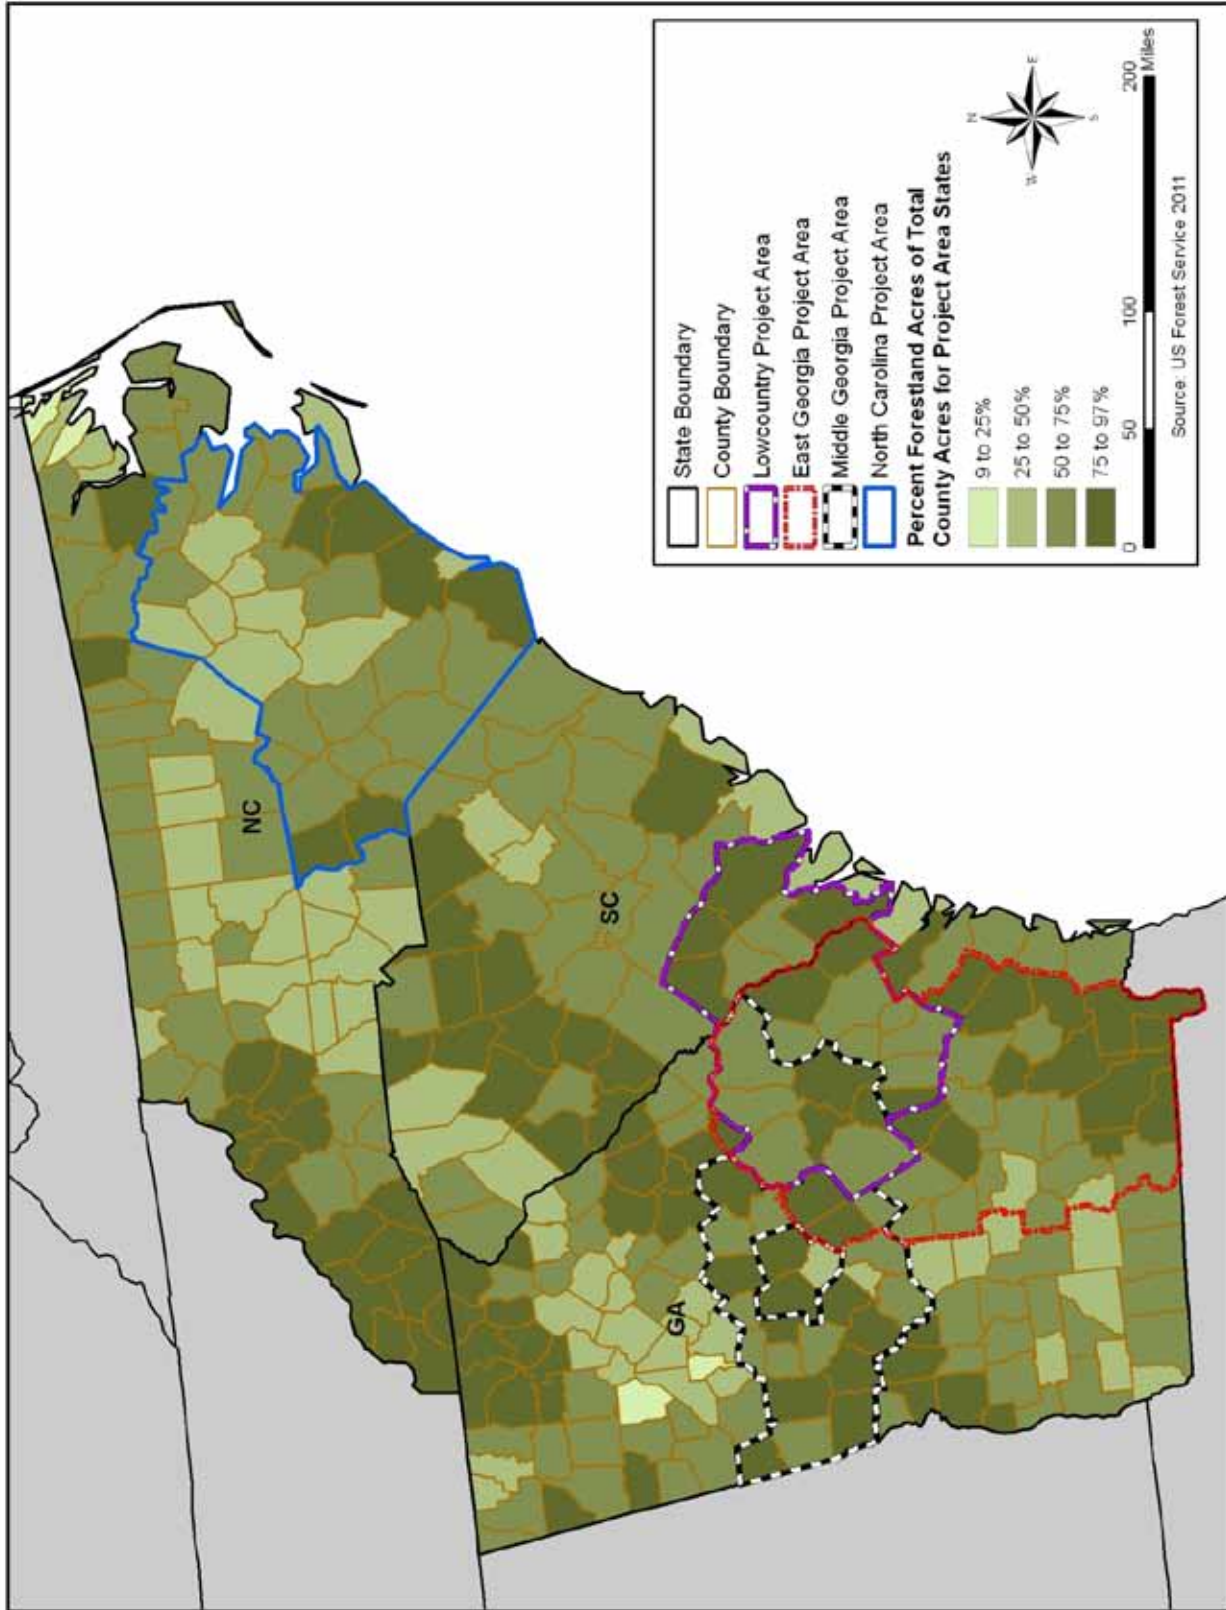 NC
SC
GA
State Boundary
County Boundary
Lowcountry Project Area
East Georgia Project Area
Middle Georgia Project Area
North Carolina Project Area
Percent Forestland Acres of Total
County Acres for Project Area States
9 to 25%
25 to 50%
50 to 75%
75 to 97%
N
W
E
S
0 50 100 200
Miles
Source: US Forest Service 2011